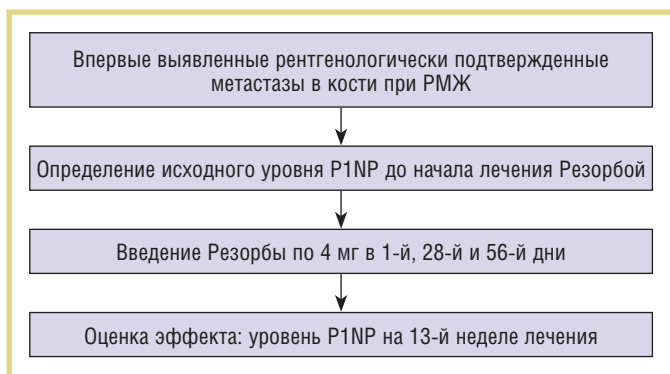 Впервые выявленные рентгенологически подтвержденные
метастазы в кости при РМЖ
Определение исходного уровня P1NP до начала лечения Резорбой
Введение Резорбы по 4 мг в 1-й, 28-й и 56-й дни
Оценка эффекта: уровень P1NP на 13-й неделе лечения